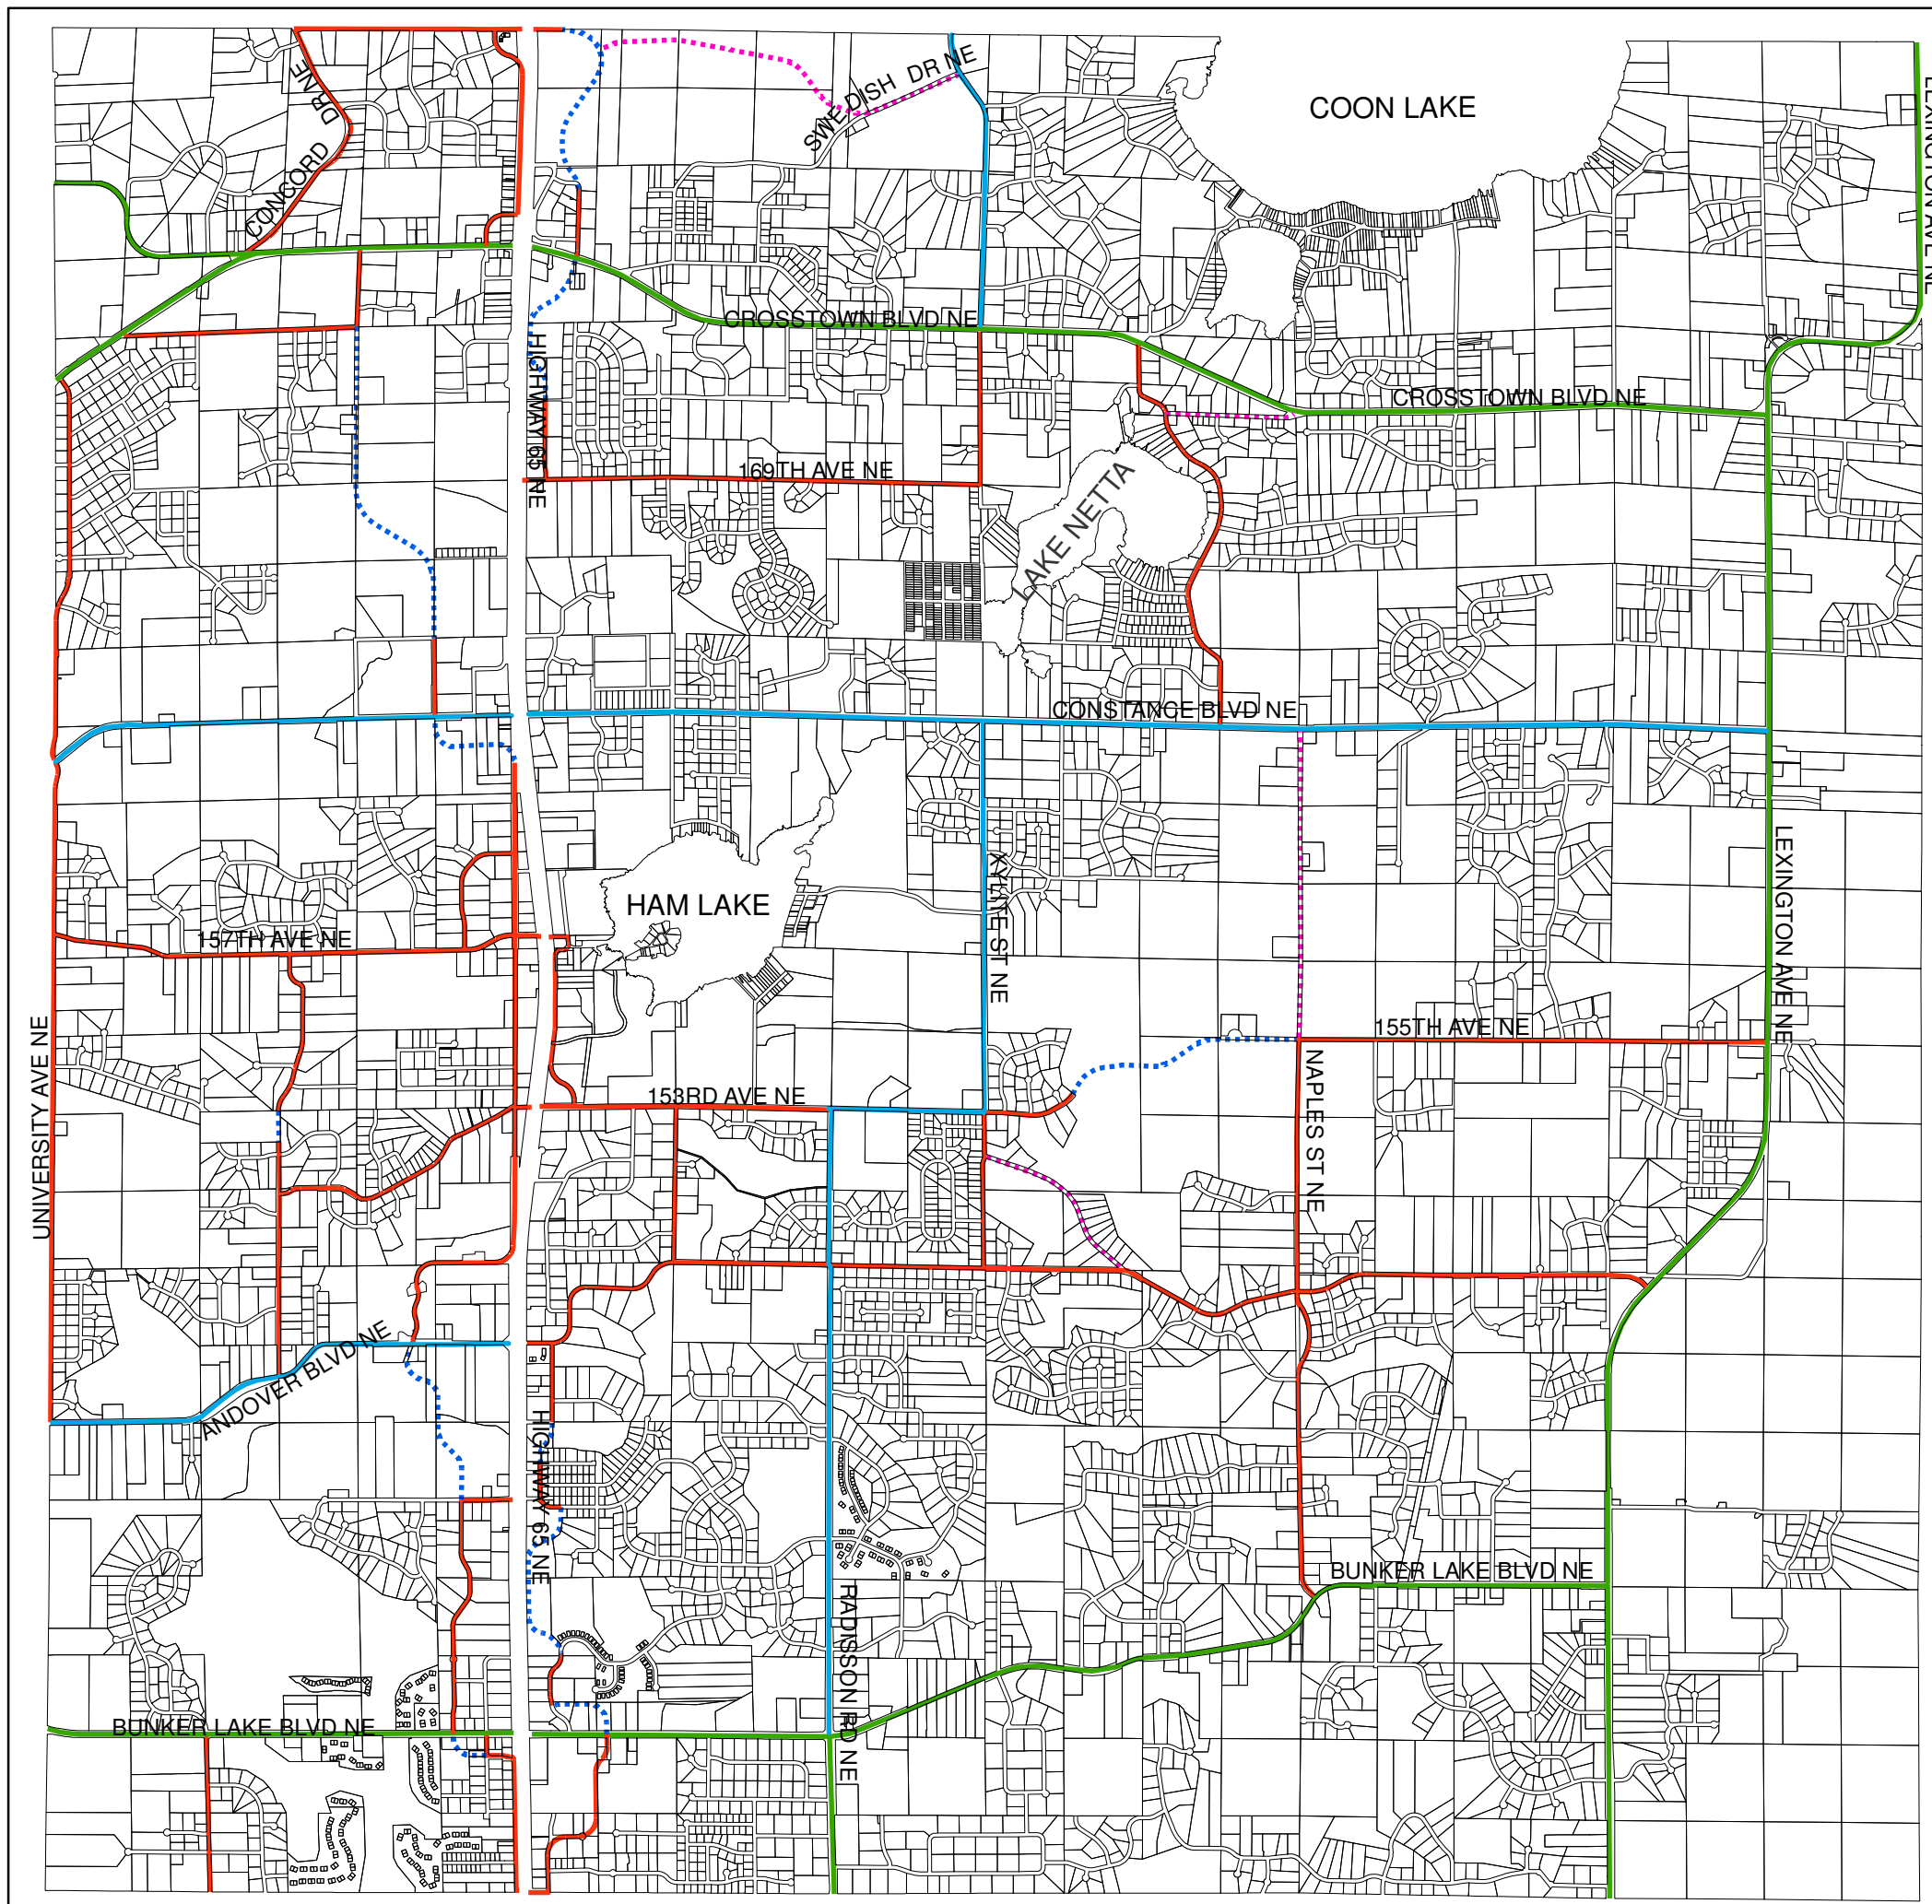 COON LAKE
SWEDISH DR NE
CONCORD DR NE
LEXINGTON AVE NE
CROSSTOWN BLVD NE
HIGHWAY 65 NE
CROSSTOWN BLVD NE
169TH AVE NE
LAKE NETTA
CONSTANCE BLVD NE
HAM LAKE
XYLITE ST NE
LEXINGTON AVE NE
157TH AVE NE
155TH AVE NE
UNIVERSITY AVE NE
153RD AVE NE
NAPLES ST NE
ANDOVER BLVD NE
HIGHWAY 65 NE
BUNKER LAKE BLVD NE
RADISSON RD NE
BUNKER LAKE BLVD NE